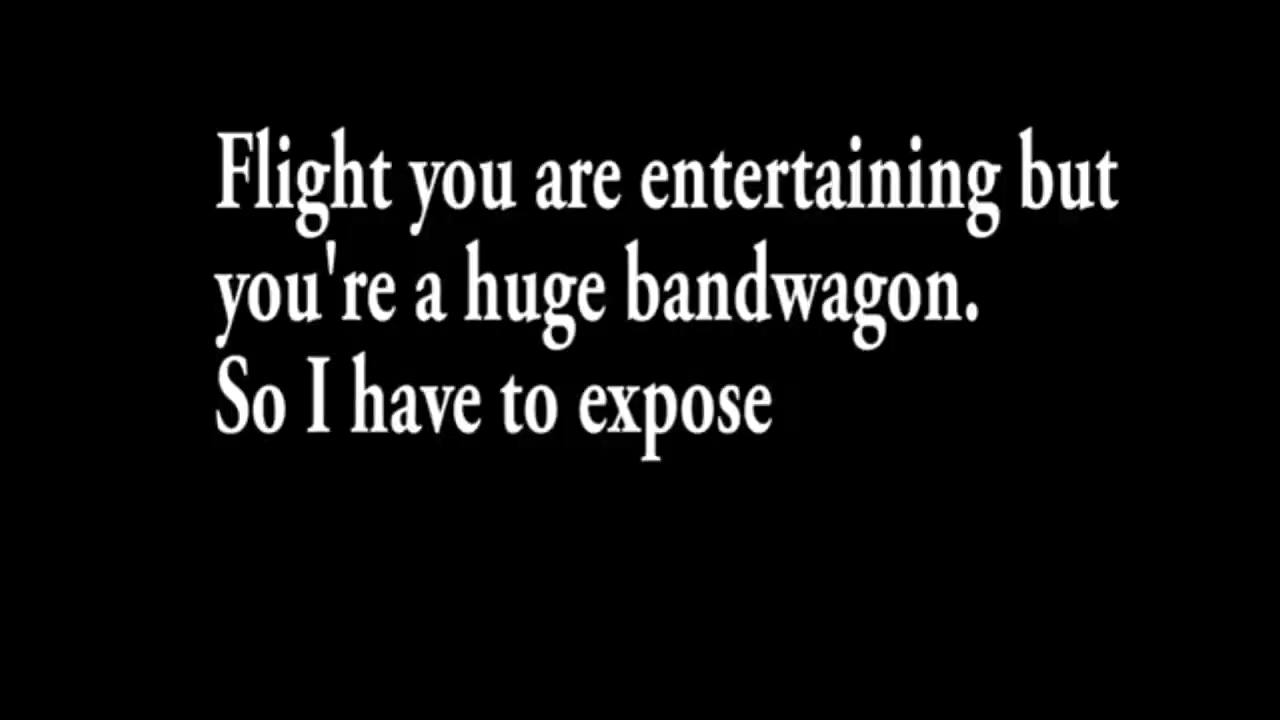 Flight you are entertaining but
you're a huge bandwagon.
So I have to expose